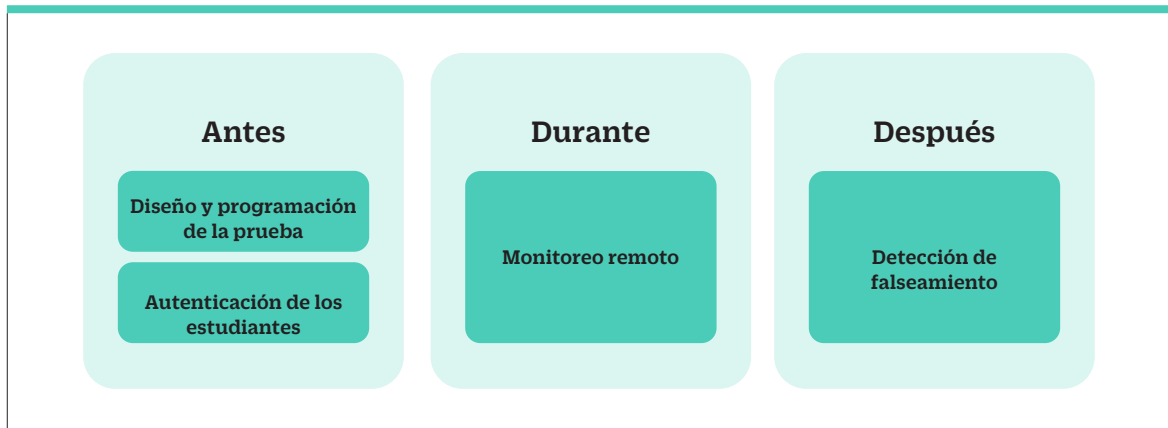 Antes
Diseño y programación
de la prueba
Autenticación de los
estudiantes
Durante
Monitoreo remoto
Después
Detección de
falseamiento